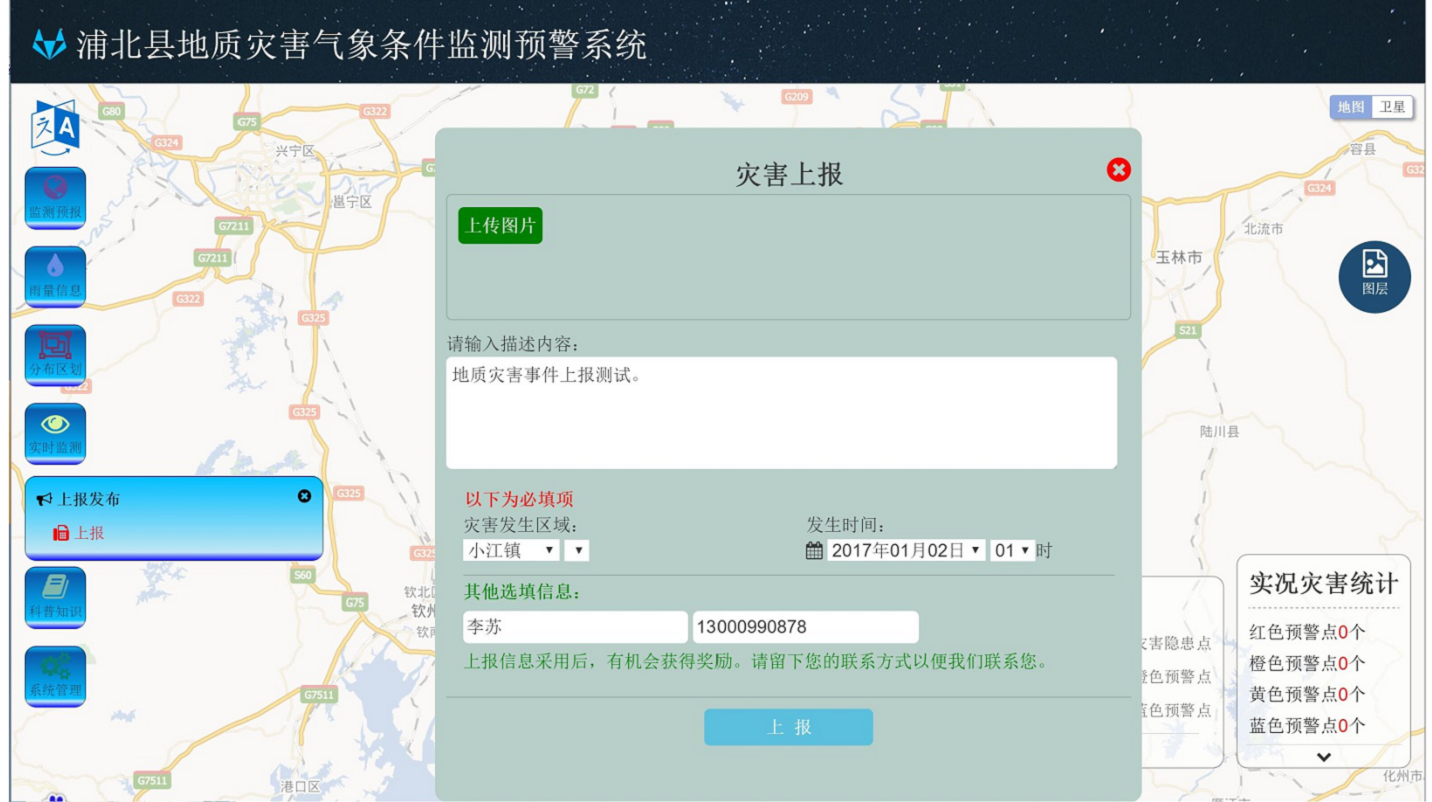 浦北县地质灾害气象条件监测预警系统
地图 卫星
G80
G75
G322
G72
G209
G324
兴宁区
容县
监测预报
邕宁区
G324
G7211
北流市
G7211
玉林市
雨量信息
G322
图层
G325
S21
分布区划
G325
陆川县
实时监测
灾害上报
上传图片
请输入描述内容:
地质灾害事件上报测试。
以下为必填项
灾害发生区域:
发生时间:
小江镇
2017年01月02日 01 时
其他选填信息:
李苏
13000990878
上报信息采用后，有机会获得奖励。请留下您的联系方式以便我们联系您。
上 报
上报发布
上报
G325
G325
S60
G75
钦州
科普知识
系统管理
G7511
G7511
港口区
灾害隐患点
橙色预警点
蓝色预警点
实况灾害统计
红色预警点0个
橙色预警点0个
黄色预警点0个
蓝色预警点0个
化州市